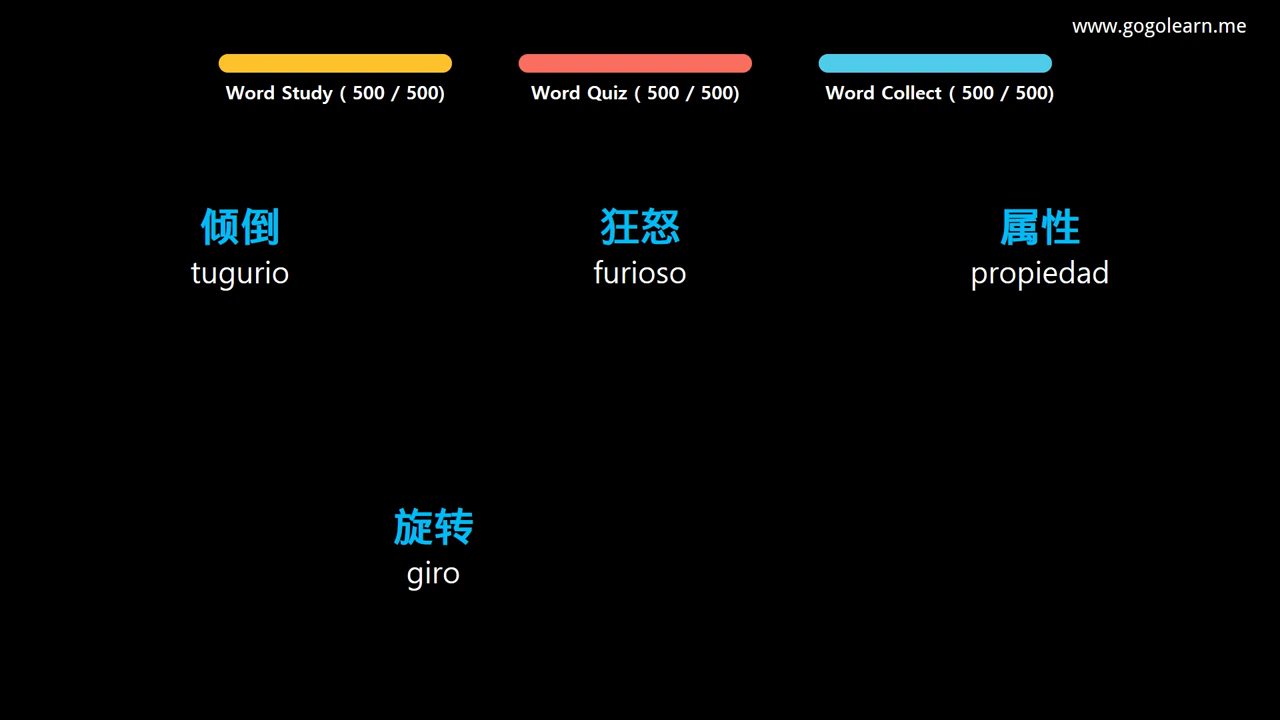 www.gogolearn.me
Word Study ( 500 / 500)
Word Quiz ( 500 / 500)
Word Collect ( 500 / 500)
倾倒
tugurio
狂怒
furioso
属性
propiedad
旋转
giro